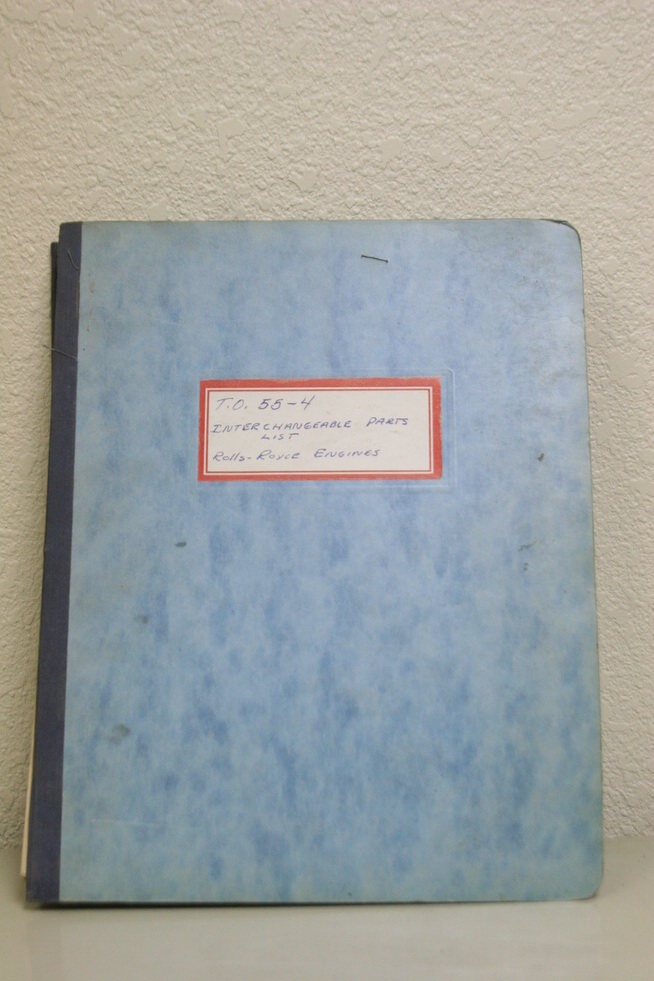 T.O. 55-4
INTERCHANGEABLE PARTS
LIST
Rolls-Royce ENGINES